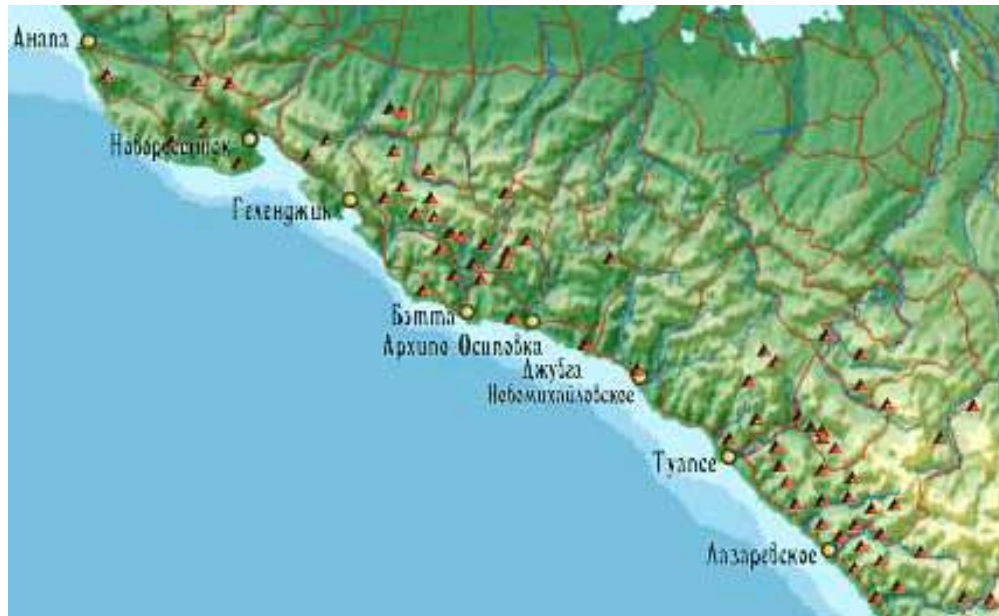 Анапа
Новороссийск
Геленджик
Бэтта
Архипо Осиповка
Джубга
Новомихайловское
Туапсе
Лазаревское